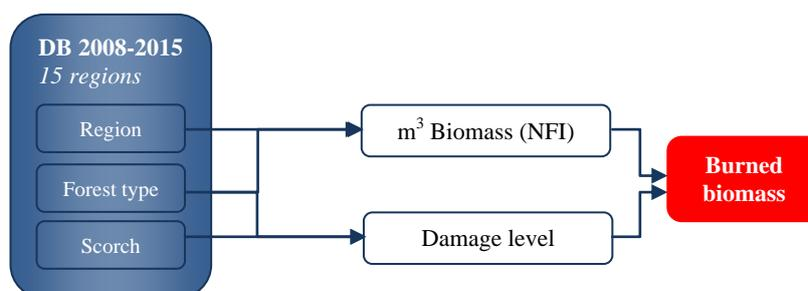 DB 2008-2015
15 regions
Region
Forest type
Scorch
m³ Biomass (NFI)
Damage level
Burned
biomass